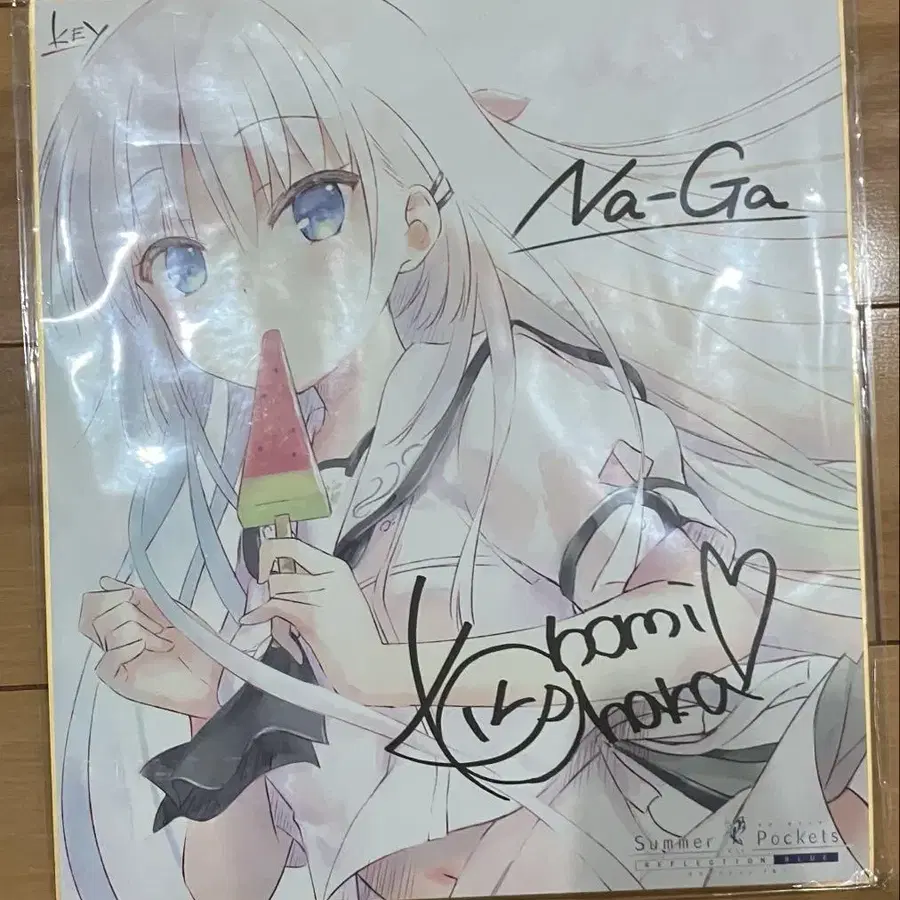 KEY
Na-Ga
Konomi
Kohara
Summer Pockets
REFLECTION BLUE